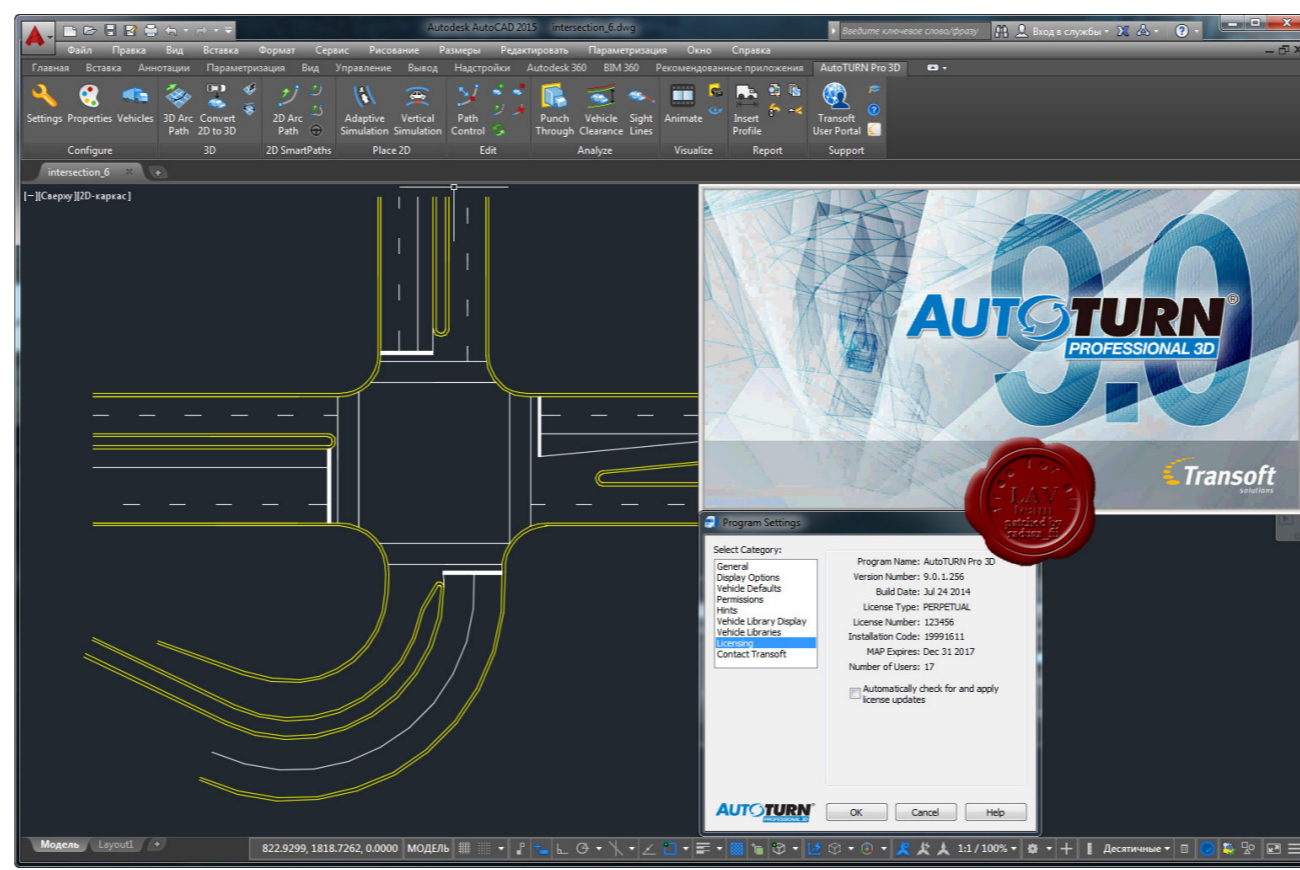 Autodesk AutoCAD 2015 intersection_6.dwg
Введите ключевое слово/фразу
Вход в службы
Файл Правка Вид Вставка Формат Сервис Рисование Размеры Редактировать Параметризация Окно Справка
Главная Вставка Аннотации Параметризация Вид Управление Вывод Надстройки Autodesk 360 BIM 360 Рекомендованные приложения AutoTURN Pro 3D
Settings Properties Vehicles 3D Arc Path Convert 2D to 3D 2D Arc Path Adaptive Simulation Vertical Simulation Path Control Punch Through Vehicle Clearance Sight Lines Animate Insert Profile Transoft User Portal
Configure 3D 2D SmartPaths Place 2D Edit Analyze Visualize Report Support
intersection_6
[−][Сверху][2D-каркас]
9.0
AUTOTURN®
PROFESSIONAL 3D
Transoft
solutions
LAV
team
patched by
Program Settings
Select Category:
General
Display Options
Vehicle Defaults
Permissions
Hints
Vehicle Library Display
Vehicle Libraries
Licensing
Contact Transoft
Program Name: AutoTURN Pro 3D
Version Number: 9.0.1.256
Build Date: Jul 24 2014
License Type: PERPETUAL
License Number: 123456
Installation Code: 19991611
MAP Expires: Dec 31 2017
Number of Users: 17
Automatically check for and apply
license updates
AUTOTURN®
PROFESSIONAL 3D
OK Cancel Help
Модель Layout1
822.9299, 1818.7262, 0.0000 МОДЕЛЬ 1:1 / 100% Десятичные